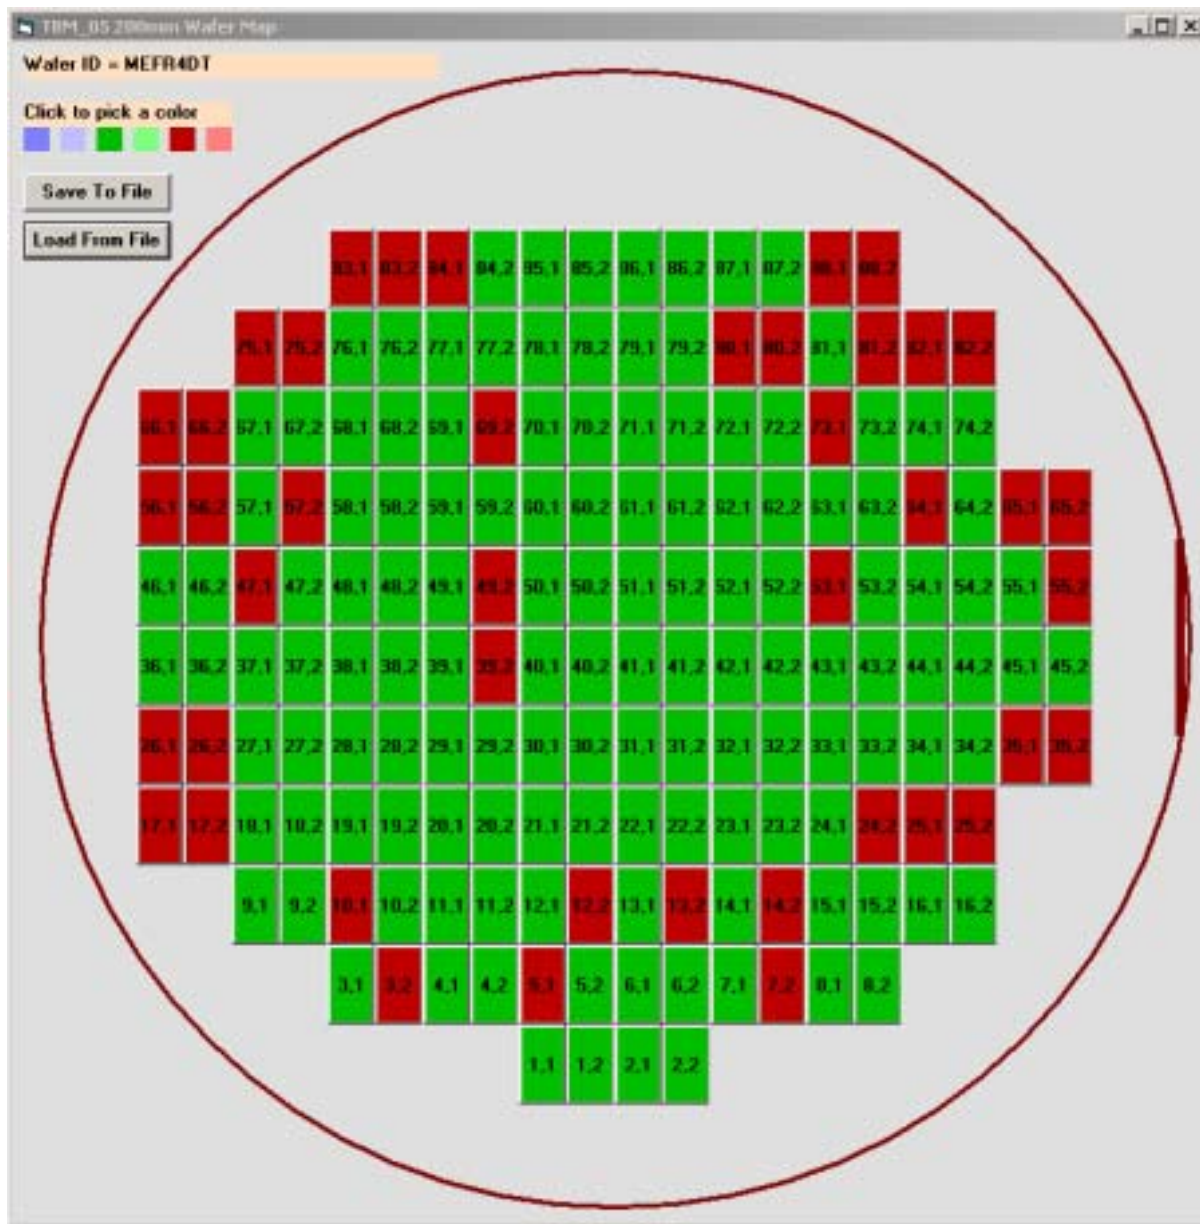 TBM_05 200mm Wafer Map
Wafer ID = MEFR4DT
Click to pick a color
Save To File
Load From File
83,1 83,2 84,1 84,2 85,1 85,2 86,1 86,2 87,1 87,2 88,1 88,2
75,1 75,2 76,1 76,2 77,1 77,2 78,1 78,2 79,1 79,2 80,1 80,2 81,1 81,2 82,1 82,2
66,1 66,2 67,1 67,2 68,1 68,2 69,1 69,2 70,1 70,2 71,1 71,2 72,1 72,2 73,1 73,2 74,1 74,2
56,1 56,2 57,1 57,2 58,1 58,2 59,1 59,2 60,1 60,2 61,1 61,2 62,1 62,2 63,1 63,2 64,1 64,2 65,1 65,2
46,1 46,2 47,1 47,2 48,1 48,2 49,1 49,2 50,1 50,2 51,1 51,2 52,1 52,2 53,1 53,2 54,1 54,2 55,1 55,2
36,1 36,2 37,1 37,2 38,1 38,2 39,1 39,2 40,1 40,2 41,1 41,2 42,1 42,2 43,1 43,2 44,1 44,2 45,1 45,2
26,1 26,2 27,1 27,2 28,1 28,2 29,1 29,2 30,1 30,2 31,1 31,2 32,1 32,2 33,1 33,2 34,1 34,2 35,1 35,2
17,1 17,2 18,1 18,2 19,1 19,2 20,1 20,2 21,1 21,2 22,1 22,2 23,1 23,2 24,1 24,2 25,1 25,2
9,1 9,2 10,1 10,2 11,1 11,2 12,1 12,2 13,1 13,2 14,1 14,2 15,1 15,2 16,1 16,2
3,1 3,2 4,1 4,2 5,1 5,2 6,1 6,2 7,1 7,2 8,1 8,2
1,1 1,2 2,1 2,2